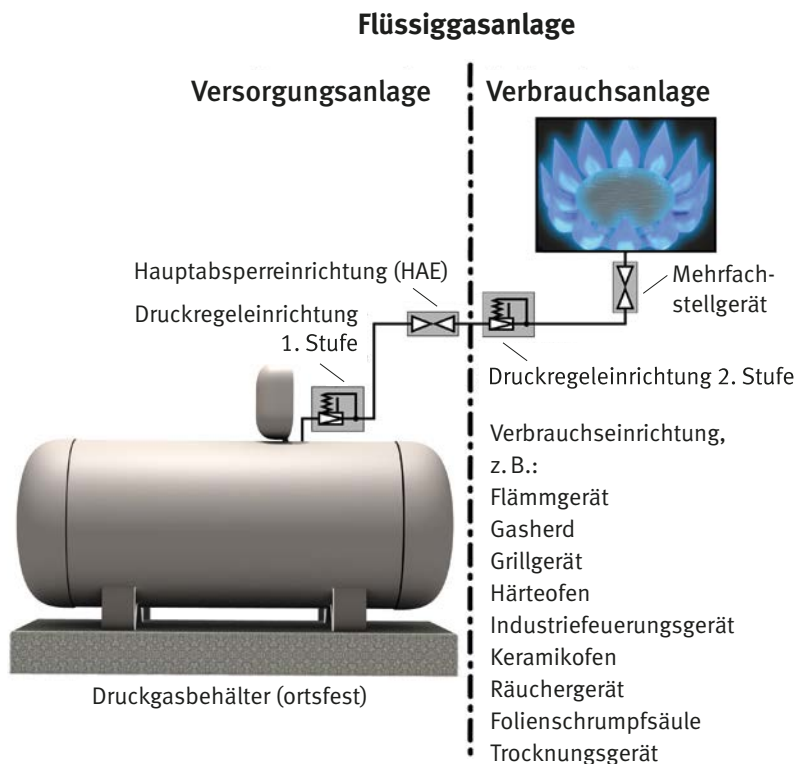 Flüssiggasanlage
Versorgungsanlage
Verbrauchsanlage
Hauptabsperreinrichtung (HAE)
Druckregeleinrichtung
1. Stufe
Mehrfach-
stellgerät
Druckregeleinrichtung 2. Stufe
Verbrauchseinrichtung,
z. B.:
Flämmgerät
Gasherd
Grillgerät
Härteofen
Industriefeuerungsgerät
Keramikofen
Räuchergerät
Folienschrumpfsäule
Trocknungsgerät
Druckgasbehälter (ortsfest)